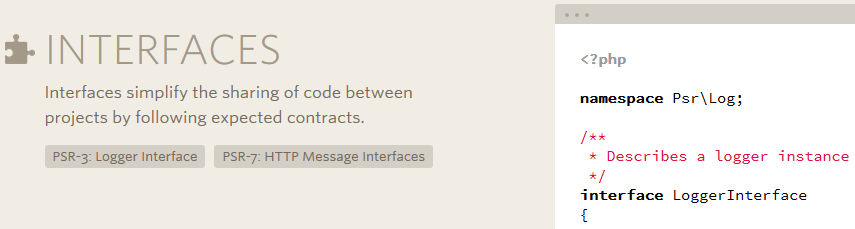 INTERFACES
Interfaces simplify the sharing of code between
projects by following expected contracts.
PSR-3: Logger Interface
PSR-7: HTTP Message Interfaces
<?php
namespace Psr\Log;
/**
* Describes a logger instance
*/
interface LoggerInterface
{